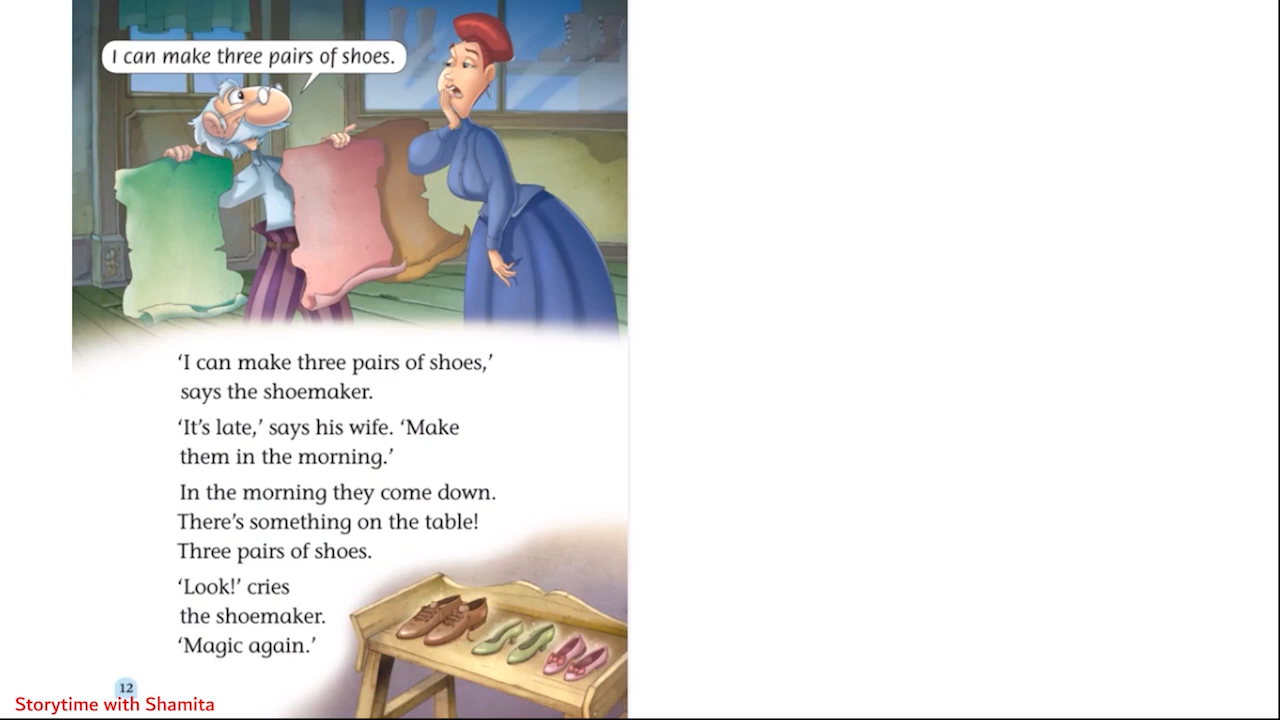 I can make three pairs of shoes.
‘I can make three pairs of shoes,’
says the shoemaker.
‘It’s late,’ says his wife. ‘Make
them in the morning.’
In the morning they come down.
There’s something on the table!
Three pairs of shoes.
‘Look!’ cries
the shoemaker.
‘Magic again.’
12
Storytime with Shamita